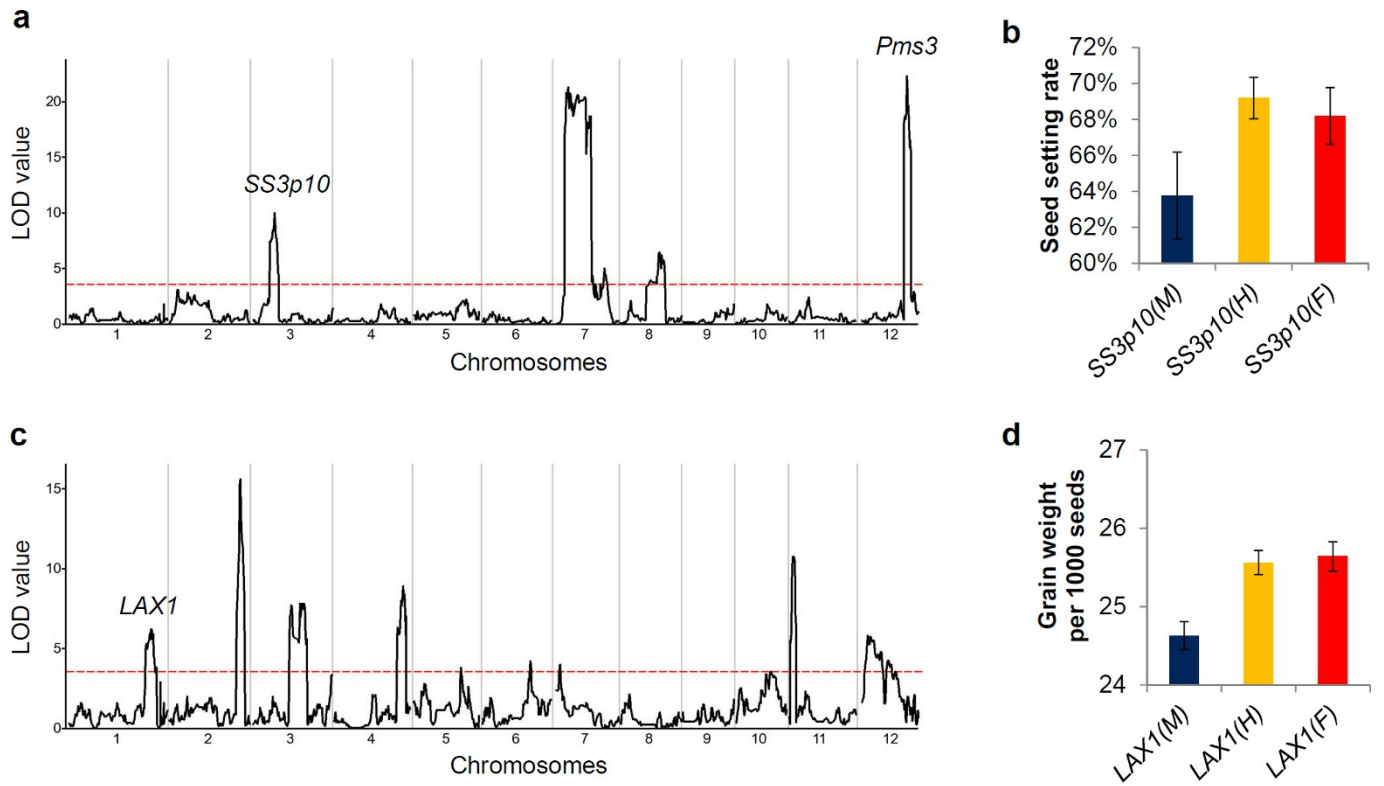 a
Pms3
SS3p10
LOD value
20
15
10
5
0
1 2 3 4 5 6 7 8 9 10 11 12
Chromosomes
b
Seed setting rate
72%
70%
68%
66%
64%
62%
60%
SS3p10(M)
SS3p10(H)
SS3p10(F)
c
LAX1
LOD value
15
10
5
0
1 2 3 4 5 6 7 8 9 10 11 12
Chromosomes
d
Grain weight
per 1000 seeds
27
26
25
24
LAX1(M)
LAX1(H)
LAX1(F)